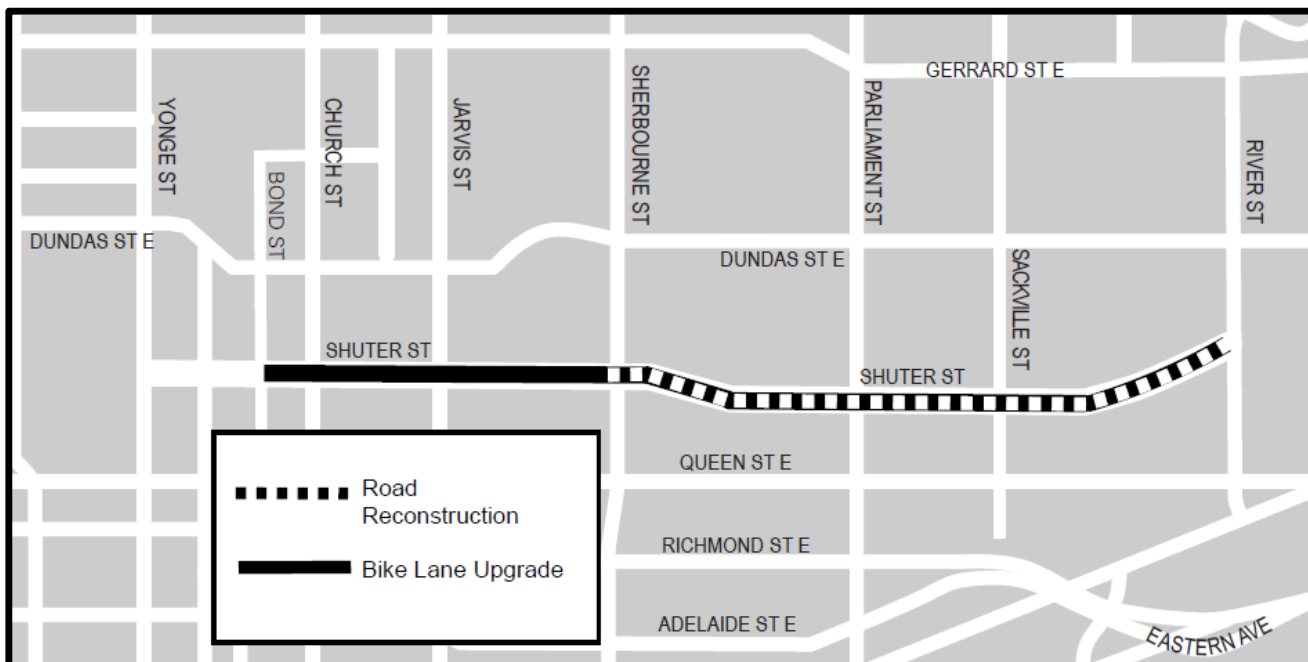 GERRARD ST E
YONGE ST
CHURCH ST
JARVIS ST
SHERBOURNE ST
PARLIAMENT ST
RIVER ST
BOND ST
DUNDAS ST E
DUNDAS ST E
SACKVILLE ST
SHUTER ST
SHUTER ST
QUEEN ST E
Road
Reconstruction
RICHMOND ST E
Bike Lane Upgrade
ADELAIDE ST E
EASTERN AVE